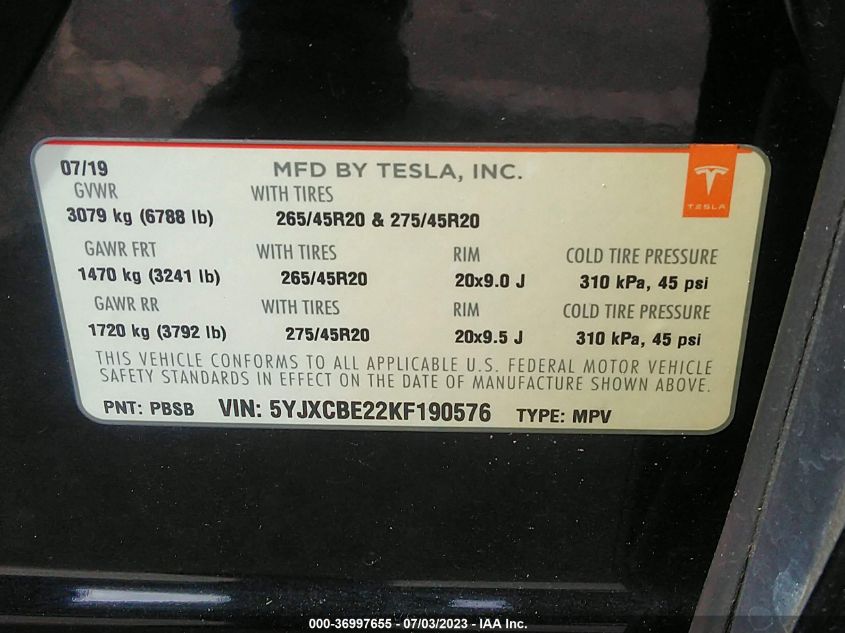 07/19 MFD BY TESLA, INC.
TESLA
GVWR WITH TIRES
3079 kg (6788 lb) 265/45R20 & 275/45R20
GAWR FRT WITH TIRES RIM COLD TIRE PRESSURE
1470 kg (3241 lb) 265/45R20 20x9.0 J 310 kPa, 45 psi
GAWR RR WITH TIRES RIM COLD TIRE PRESSURE
1720 kg (3792 lb) 275/45R20 20x9.5 J 310 kPa, 45 psi
THIS VEHICLE CONFORMS TO ALL APPLICABLE U.S. FEDERAL MOTOR VEHICLE
SAFETY STANDARDS IN EFFECT ON THE DATE OF MANUFACTURE SHOWN ABOVE.
PNT: PBSB VIN: 5YJXCBE22KF190576 TYPE: MPV
000-36997655 - 07/03/2023 - IAA Inc.